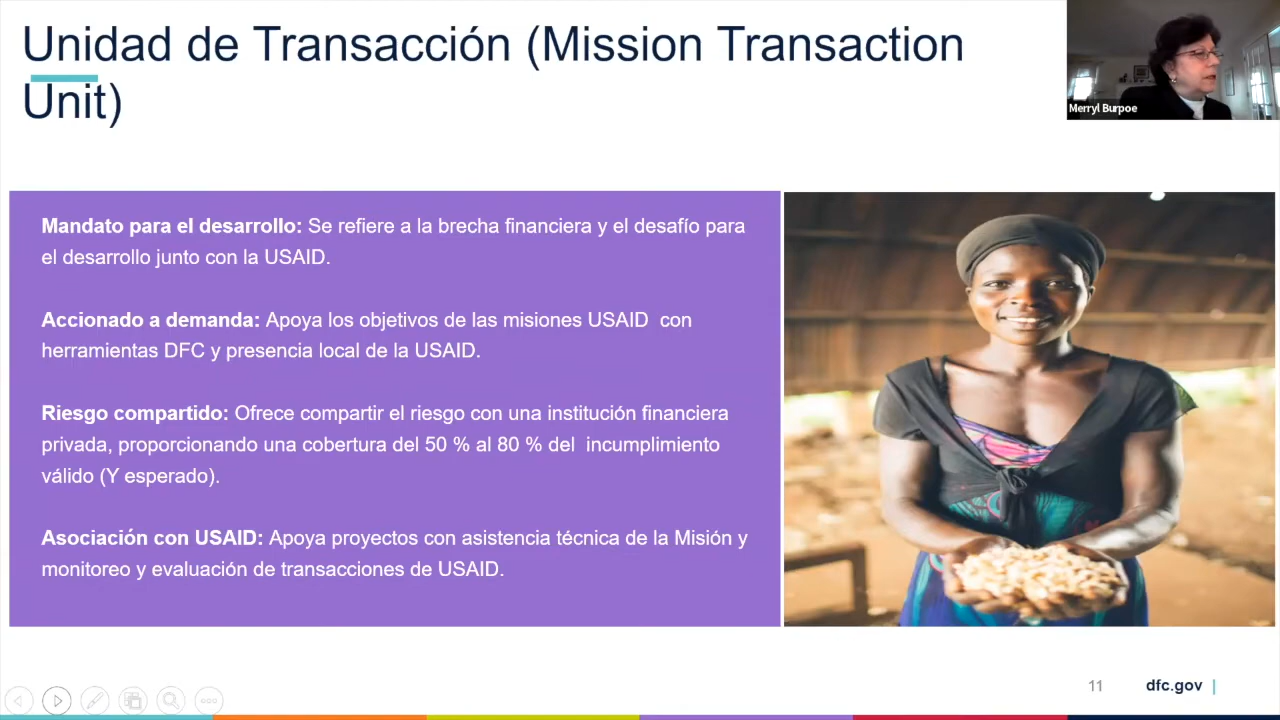 Unidad de Transacción (Mission Transaction
Unit)
Merryl Burpoe
Mandato para el desarrollo: Se refiere a la brecha financiera y el desafío para
el desarrollo junto con la USAID.
Accionado a demanda: Apoya los objetivos de las misiones USAID  con
herramientas DFC y presencia local de la USAID.
Riesgo compartido: Ofrece compartir el riesgo con una institución financiera
privada, proporcionando una cobertura del 50 % al 80 % del  incumplimiento
válido (Y esperado).
Asociación con USAID: Apoya proyectos con asistencia técnica de la Misión y
monitoreo y evaluación de transacciones de USAID.
11
dfc.gov |